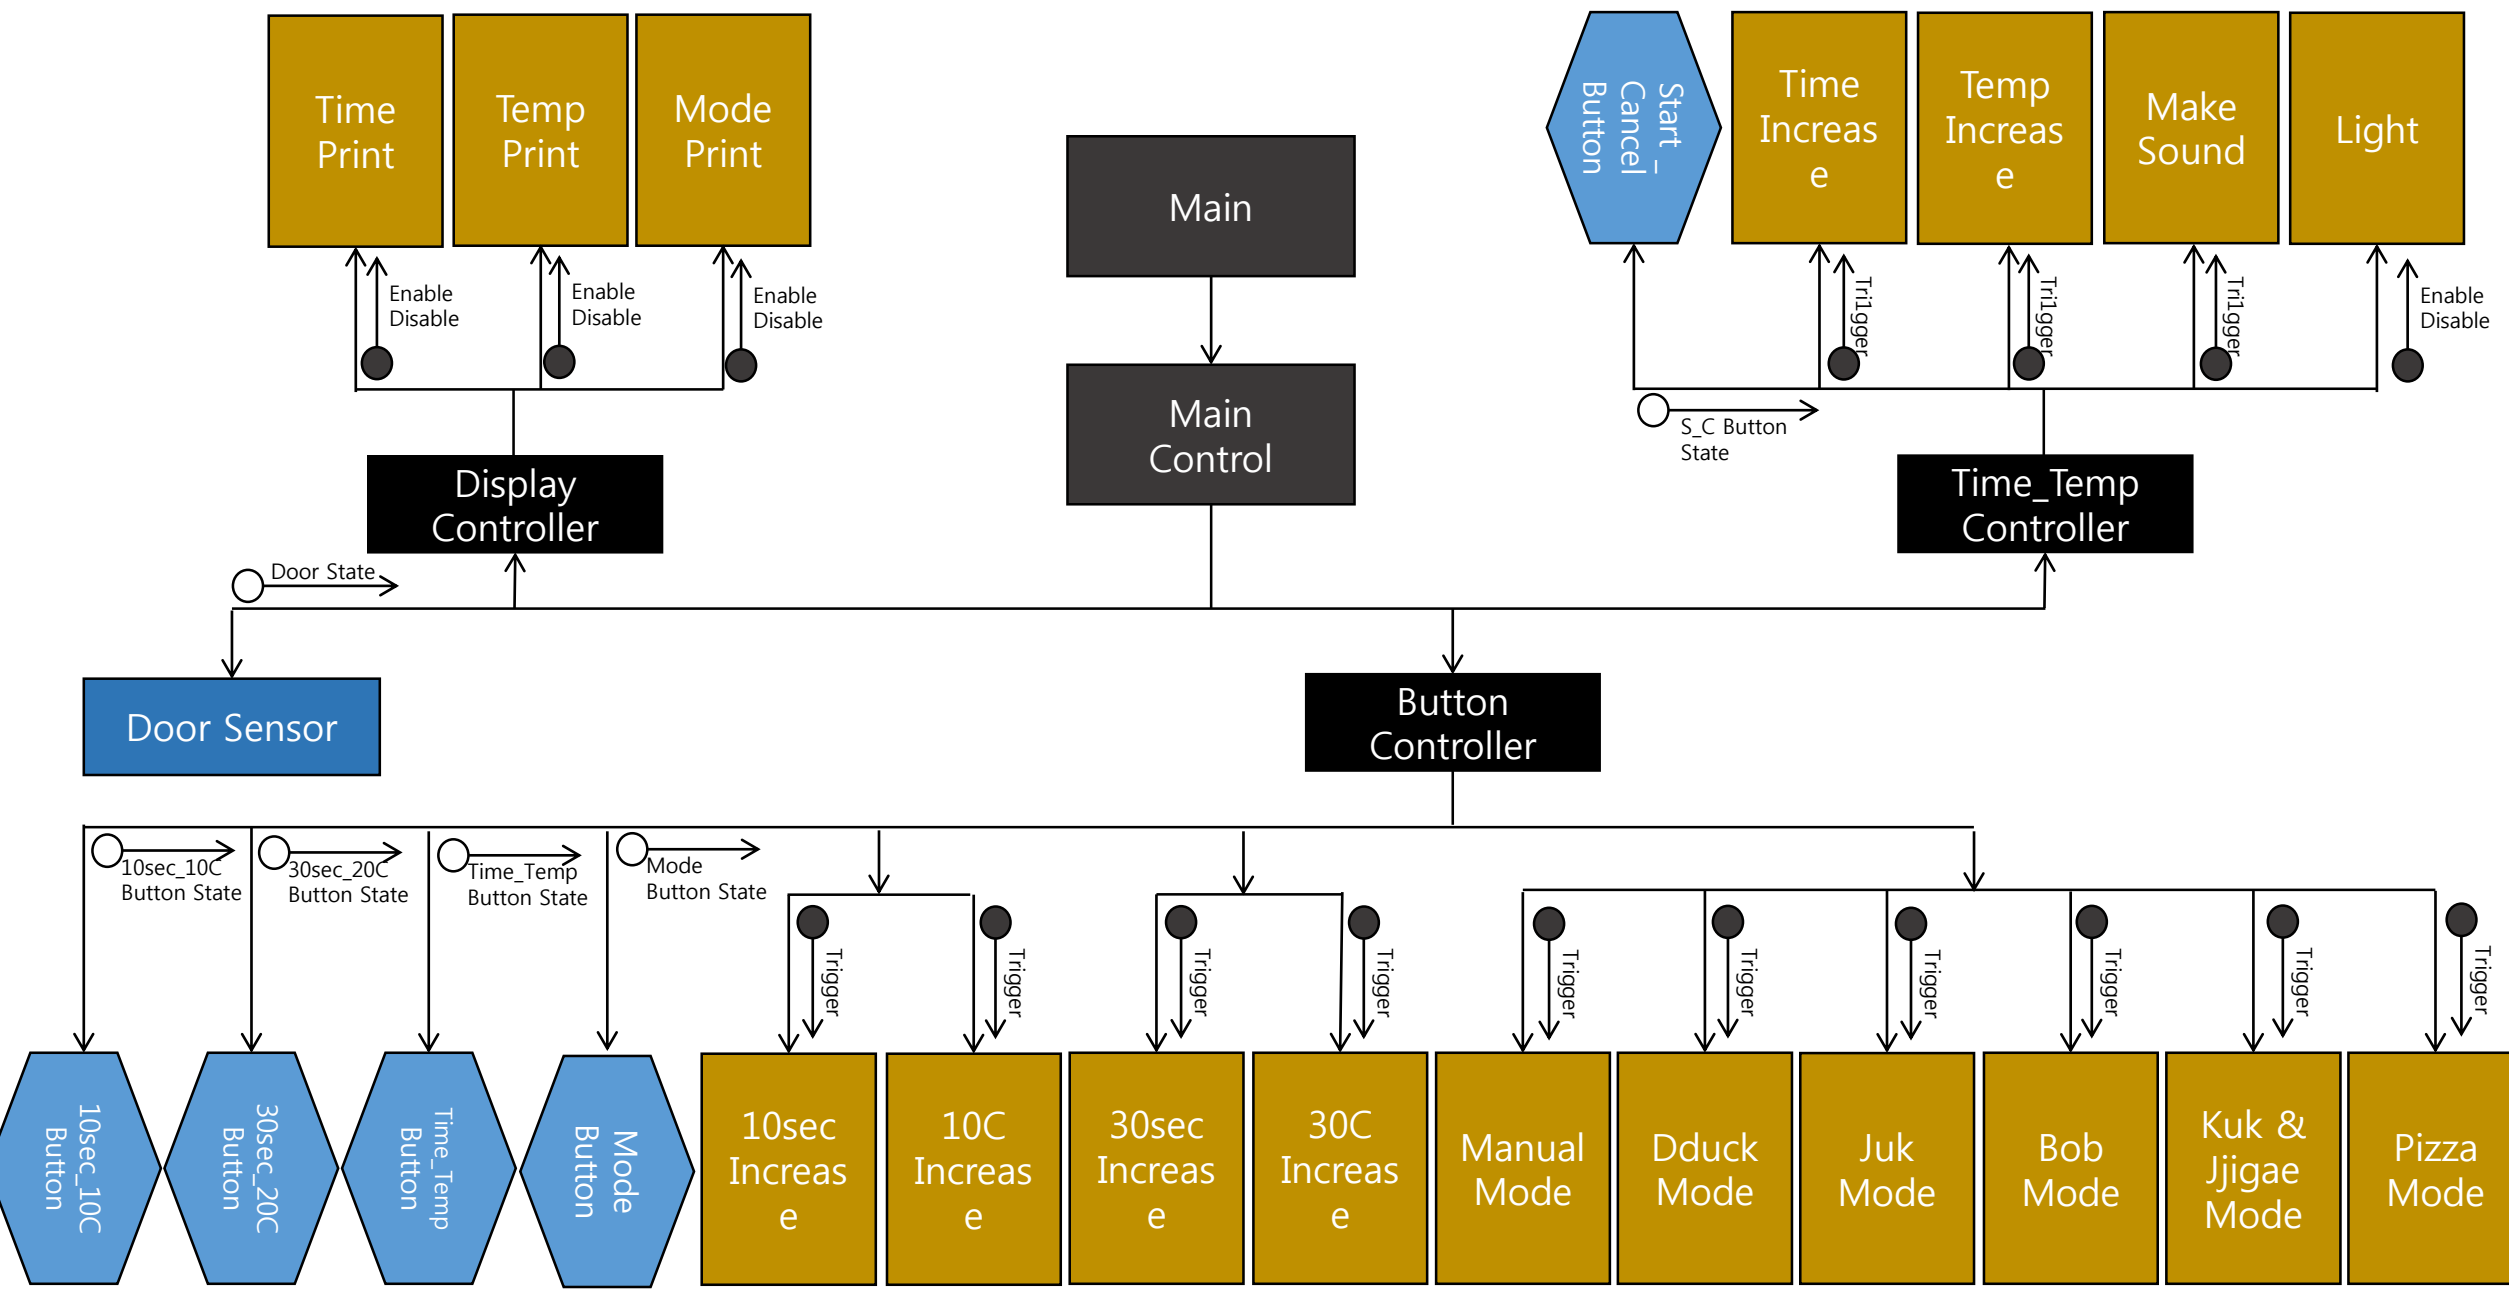 Time
Print
Temp
Print
Mode
Print
Main
Start _
Cancel
Button
Time
Increas
e
Temp
Increas
e
Make
Sound
Light
Enable
Disable
Enable
Disable
Enable
Disable
Tri1gger
Tri1gger
Tri1gger
Enable
Disable
Main
Control
S_C Button
State
Display
Controller
Time_Temp
Controller
Door State
Door Sensor
Button
Controller
10sec_10C
Button State
30sec_20C
Button State
Time_Temp
Button State
Mode
Button State
Trigger
Trigger
Trigger
Trigger
Trigger
Trigger
Trigger
Trigger
Trigger
Trigger
10sec_10C
Button
30sec_20C
Button
Time_Temp
Button
Mode
Button
10sec
Increas
e
10C
Increas
e
30sec
Increas
e
30C
Increas
e
Manual
Mode
Dduck
Mode
Juk
Mode
Bob
Mode
Kuk &
Jjigae
Mode
Pizza
Mode